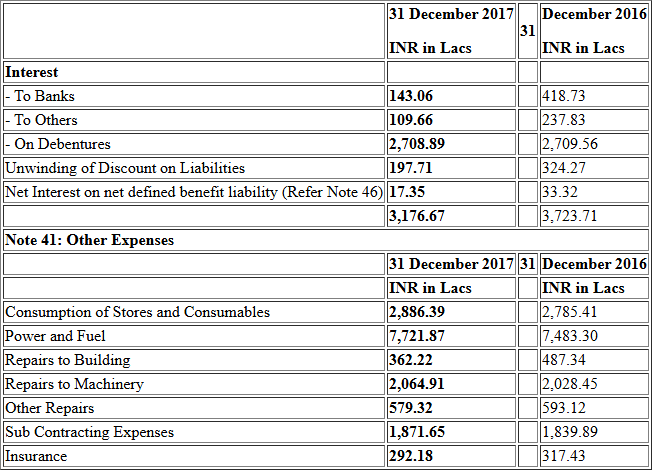 31 December 2017 31 December 2016
INR in Lacs INR in Lacs
Interest
- To Banks 143.06 418.73
- To Others 109.66 237.83
- On Debentures 2,708.89 2,709.56
Unwinding of Discount on Liabilities 197.71 324.27
Net Interest on net defined benefit liability (Refer Note 46) 17.35 33.32
3,176.67 3,723.71
Note 41: Other Expenses
31 December 2017 31 December 2016
INR in Lacs INR in Lacs
Consumption of Stores and Consumables 2,886.39 2,785.41
Power and Fuel 7,721.87 7,483.30
Repairs to Building 362.22 487.34
Repairs to Machinery 2,064.91 2,028.45
Other Repairs 579.32 593.12
Sub Contracting Expenses 1,871.65 1,839.89
Insurance 292.18 317.43